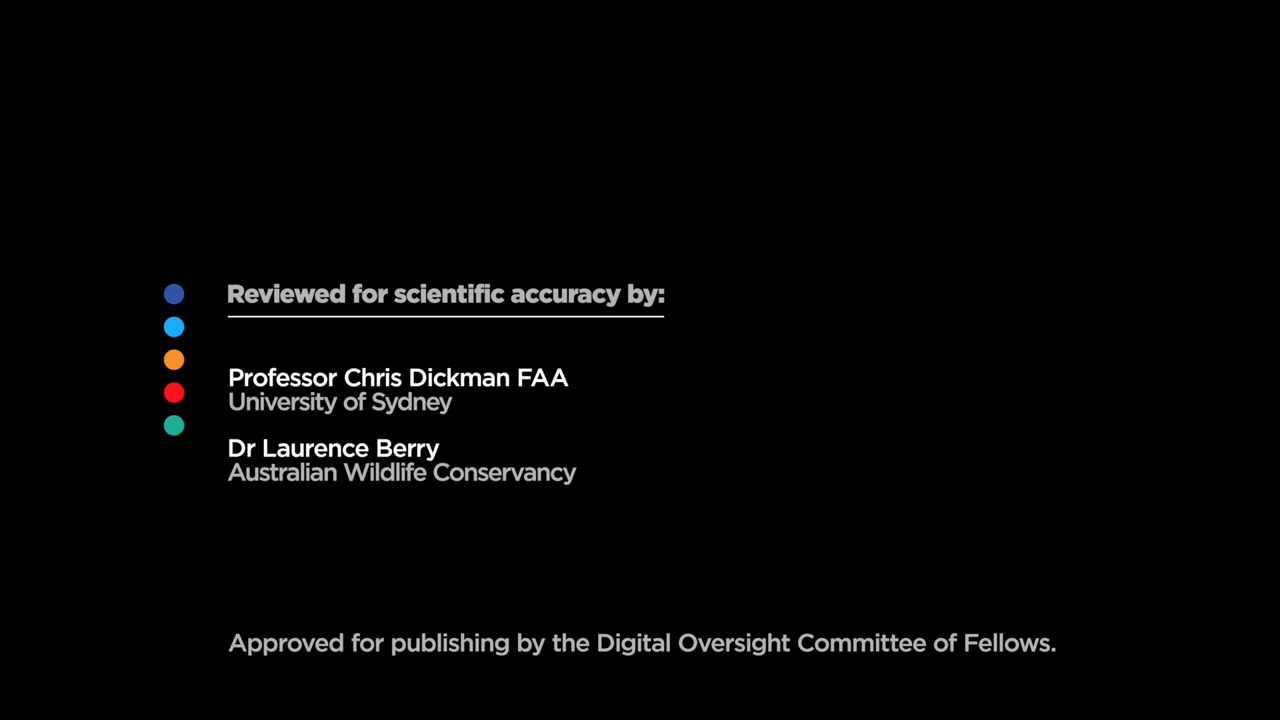 Reviewed for scientific accuracy by:
Professor Chris Dickman FAA
University of Sydney
Dr Laurence Berry
Australian Wildlife Conservancy
Approved for publishing by the Digital Oversight Committee of Fellows.